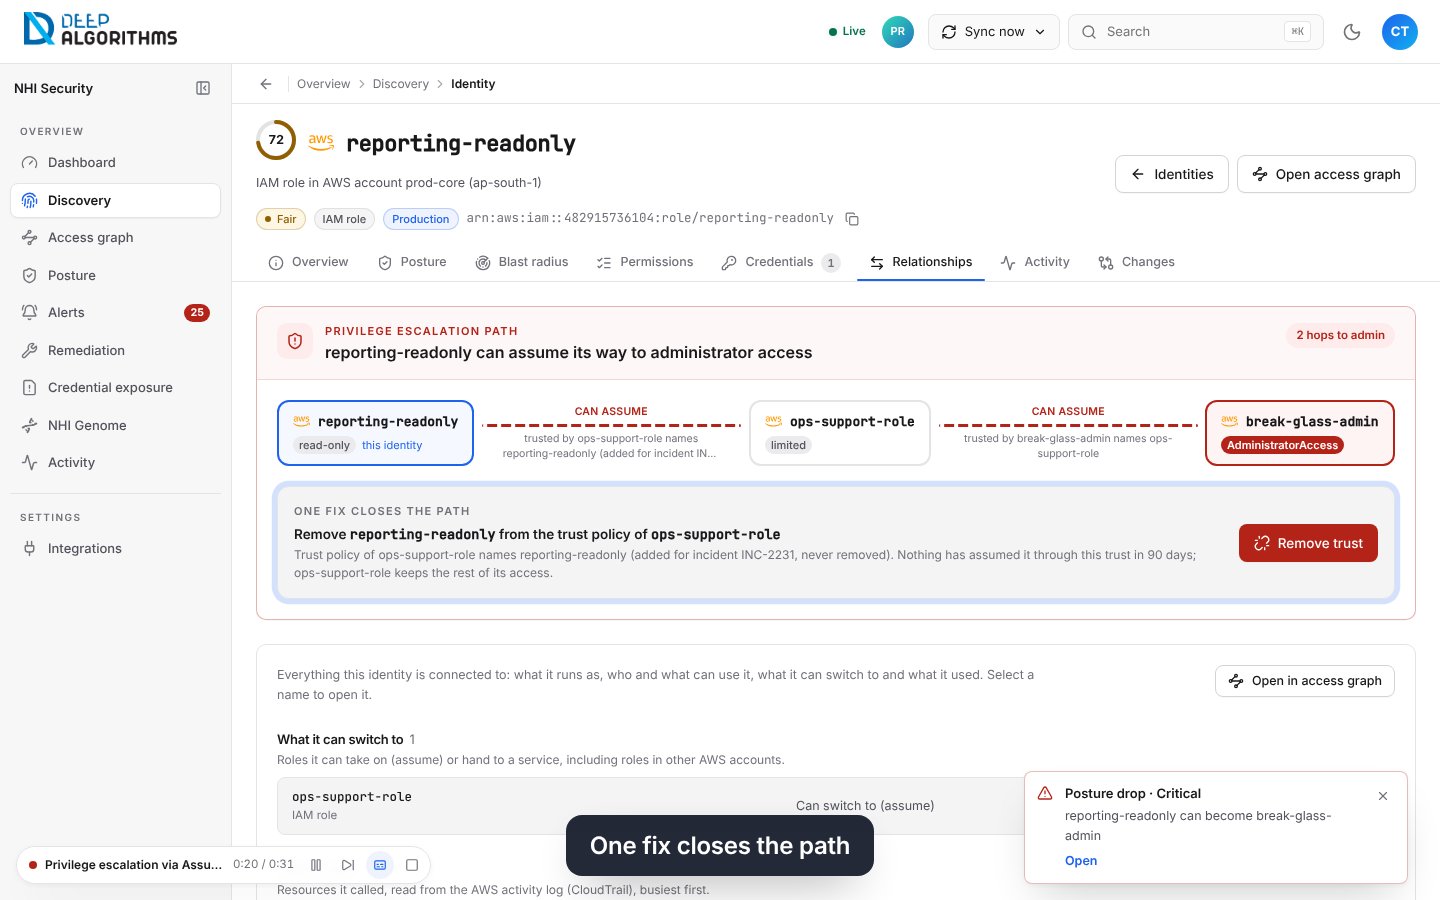 DEEP
ALGORITHMS
Live
PR
Sync now
Search
⌘K
CT
NHI Security
OVERVIEW
Dashboard
Discovery
Access graph
Posture
Alerts
25
Remediation
Credential exposure
NHI Genome
Activity
SETTINGS
Integrations
Overview
Discovery
Identity
72
aws
reporting-readonly
IAM role in AWS account prod-core (ap-south-1)
Identities
Open access graph
Fair
IAM role
Production
arn:aws:iam::482915736104:role/reporting-readonly
Overview
Posture
Blast radius
Permissions
Credentials 1
Relationships
Activity
Changes
PRIVILEGE ESCALATION PATH
reporting-readonly can assume its way to administrator access
2 hops to admin
aws reporting-readonly
read-only this identity
CAN ASSUME
trusted by ops-support-role names
reporting-readonly (added for incident IN...
aws ops-support-role
limited
CAN ASSUME
trusted by break-glass-admin names ops-
support-role
aws break-glass-admin
AdministratorAccess
ONE FIX CLOSES THE PATH
Remove reporting-readonly from the trust policy of ops-support-role
Trust policy of ops-support-role names reporting-readonly (added for incident INC-2231, never removed). Nothing has assumed it through this trust in 90 days;
ops-support-role keeps the rest of its access.
Remove trust
Everything this identity is connected to: what it runs as, who and what can use it, what it can switch to and what it used. Select a
name to open it.
Open in access graph
What it can switch to 1
Roles it can take on (assume) or hand to a service, including roles in other AWS accounts.
ops-support-role
IAM role
Can switch to (assume)
Resources it called, read from the AWS activity log (CloudTrail), busiest first.
Posture drop · Critical
reporting-readonly can become break-glass-
admin
Open
One fix closes the path
Privilege escalation via Assu...
0:20 / 0:31